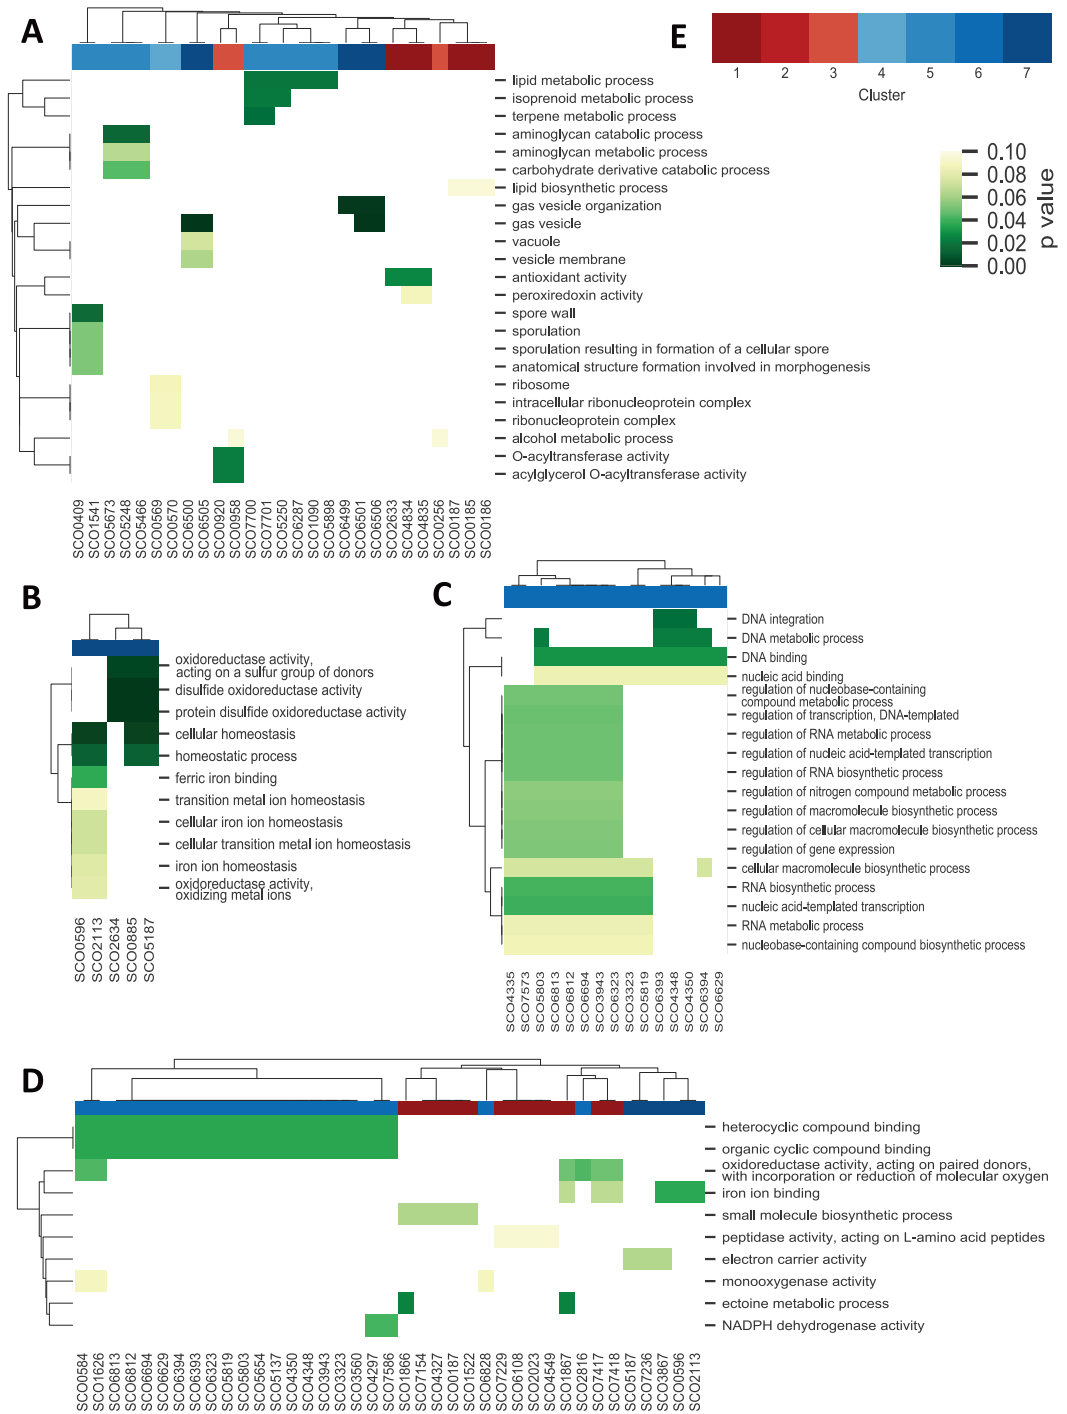 A
E
1 2 3 4 5 6 7
Cluster
lipid metabolic process
isoprenoid metabolic process
terpene metabolic process
aminoglycan catabolic process
aminoglycan metabolic process
carbohydrate derivative catabolic process
lipid biosynthetic process
gas vesicle organization
gas vesicle
vacuole
vesicle membrane
antioxidant activity
peroxiredoxin activity
spore wall
sporulation
sporulation resulting in formation of a cellular spore
anatomical structure formation involved in morphogenesis
ribosome
intracellular ribonucleoprotein complex
ribonucleoprotein complex
alcohol metabolic process
O-acyltransferase activity
acylglycerol O-acyltransferase activity
0.10
0.08
0.06
0.04
0.02
0.00
p value
SCO0409
SCO1541
SCO5673
SCO5248
SCO5466
SCO0569
SCO0570
SCO6500
SCO6505
SCO0920
SCO0958
SCO7700
SCO7701
SCO5250
SCO6287
SCO1090
SCO5898
SCO6499
SCO6501
SCO6506
SCO2633
SCO4834
SCO4835
SCO0256
SCO0187
SCO0185
SCO0186
B
oxidoreductase activity,
acting on a sulfur group of donors
disulfide oxidoreductase activity
protein disulfide oxidoreductase activity
cellular homeostasis
homeostatic process
ferric iron binding
transition metal ion homeostasis
cellular iron ion homeostasis
cellular transition metal ion homeostasis
iron ion homeostasis
oxidoreductase activity,
oxidizing metal ions
SCO0596
SCO2113
SCO2634
SCO0885
SCO5187
C
DNA integration
DNA metabolic process
DNA binding
nucleic acid binding
regulation of nucleobase-containing
compound metabolic process
regulation of transcription, DNA-templated
regulation of RNA metabolic process
regulation of nucleic acid-templated transcription
regulation of RNA biosynthetic process
regulation of nitrogen compound metabolic process
regulation of macromolecule biosynthetic process
regulation of cellular macromolecule biosynthetic process
regulation of gene expression
cellular macromolecule biosynthetic process
RNA biosynthetic process
nucleic acid-templated transcription
RNA metabolic process
nucleobase-containing compound biosynthetic process
SCO4335
SCO7573
SCO5803
SCO6813
SCO6812
SCO6694
SCO3943
SCO6323
SCO3323
SCO5819
SCO6393
SCO4348
SCO4350
SCO6394
SCO6629
D
heterocyclic compound binding
organic cyclic compound binding
oxidoreductase activity, acting on paired donors,
with incorporation or reduction of molecular oxygen
iron ion binding
small molecule biosynthetic process
peptidase activity, acting on L-amino acid peptides
electron carrier activity
monooxygenase activity
ectoine metabolic process
NADPH dehydrogenase activity
SCO0584
SCO1626
SCO6813
SCO6812
SCO6694
SCO6629
SCO6394
SCO6393
SCO6323
SCO5819
SCO5803
SCO5654
SCO5137
SCO4350
SCO4348
SCO3943
SCO3323
SCO3560
SCO4297
SCO7586
SCO1866
SCO7154
SCO4327
SCO0187
SCO1522
SCO6828
SCO7229
SCO6108
SCO2023
SCO4549
SCO1867
SCO2816
SCO7417
SCO7418
SCO5187
SCO7236
SCO3867
SCO0596
SCO2113